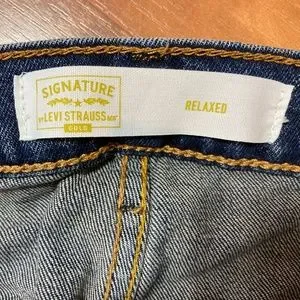 SIGNATURE
BY LEVI STRAUSS & CO®
GOLD
RELAXED